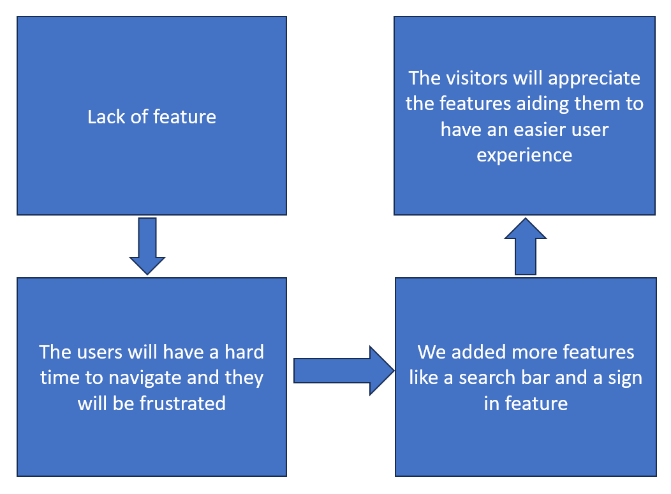 Lack of feature
The users will have a hard
time to navigate and they
will be frustrated
We added more features
like a search bar and a sign
in feature
The visitors will appreciate
the features aiding them to
have an easier user
experience